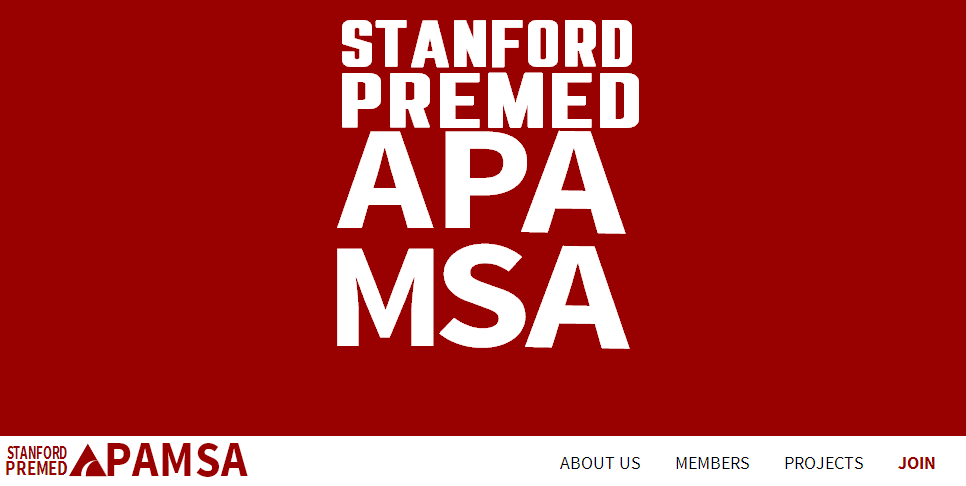 STANFORD
PREMED
APA
MSA
STANFORD
PREMED
APAMSA
ABOUT US
MEMBERS
PROJECTS
JOIN